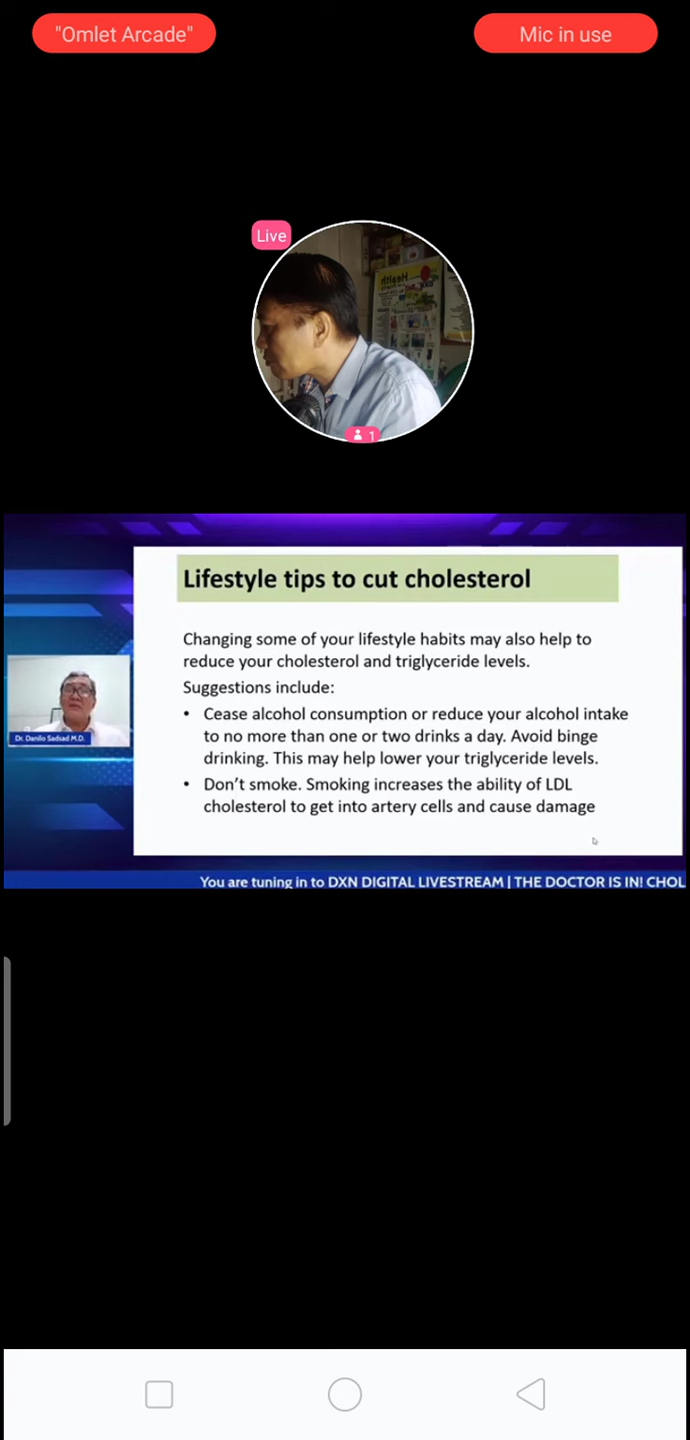 "Omlet Arcade"
Mic in use
Live
Health
1
Lifestyle tips to cut cholesterol
Changing some of your lifestyle habits may also help to
reduce your cholesterol and triglyceride levels.
Suggestions include:
• Cease alcohol consumption or reduce your alcohol intake
to no more than one or two drinks a day. Avoid binge
drinking. This may help lower your triglyceride levels.
• Don’t smoke. Smoking increases the ability of LDL
cholesterol to get into artery cells and cause damage
Dr. Danilo Sadsad M.D.
You are tuning in to DXN DIGITAL LIVESTREAM | THE DOCTOR IS IN! CHOL